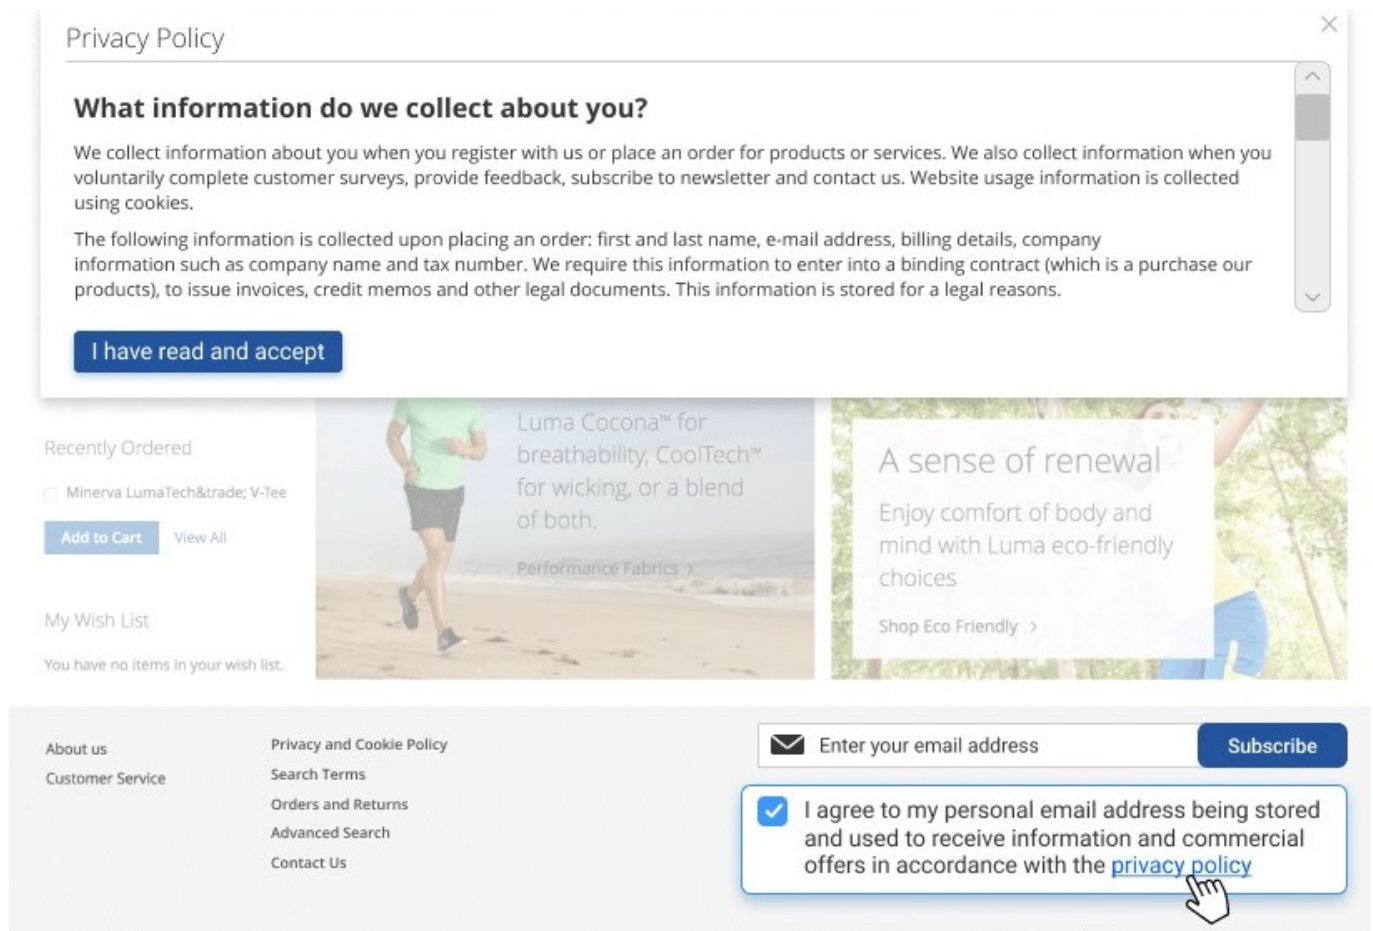 Privacy Policy
What information do we collect about you?
We collect information about you when you register with us or place an order for products or services. We also collect information when you
voluntarily complete customer surveys, provide feedback, subscribe to newsletter and contact us. Website usage information is collected
using cookies.
The following information is collected upon placing an order: first and last name, e-mail address, billing details, company
information such as company name and tax number. We require this information to enter into a binding contract (which is a purchase our
products), to issue invoices, credit memos and other legal documents. This information is stored for a legal reasons.
I have read and accept
Recently Ordered
Minerva LumaTech&trade; V-Tee
Add to Cart View All
My Wish List
You have no items in your wish list.
Luma Cocona™ for
breathability, CoolTech™
for wicking, or a blend
of both.
Performance Fabrics >
A sense of renewal
Enjoy comfort of body and
mind with Luma eco-friendly
choices
Shop Eco Friendly >
About us
Customer Service
Privacy and Cookie Policy
Search Terms
Orders and Returns
Advanced Search
Contact Us
Enter your email address
Subscribe
I agree to my personal email address being stored
and used to receive information and commercial
offers in accordance with the privacy policy